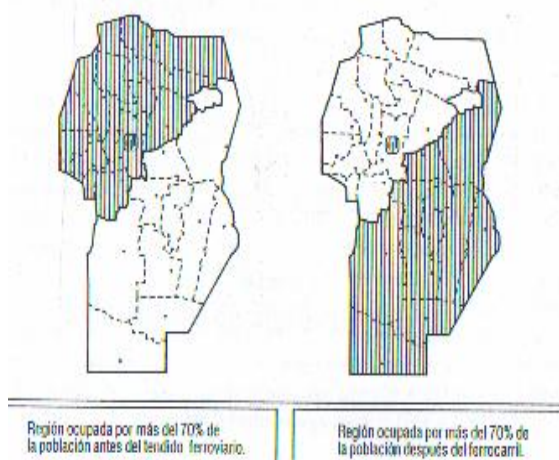 Región ocupada por más del 70% de
la población antes del tendido ferroviario.
Región ocupada por más del 70% de
la población después del ferrocarril.